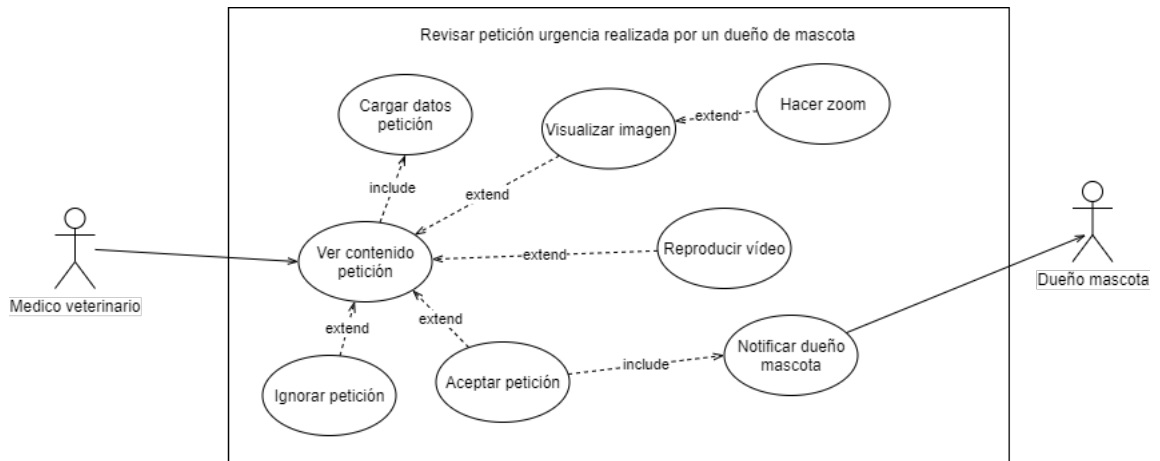 Revisar petición urgencia realizada por un dueño de mascota
Cargar datos
petición
Visualizar imagen
extend
Hacer zoom
include
extend
Ver contenido
petición
extend
Reproducir vídeo
Medico veterinario
Dueño mascota
extend
extend
Ignorar petición
Aceptar petición
include
Notificar dueño
mascota